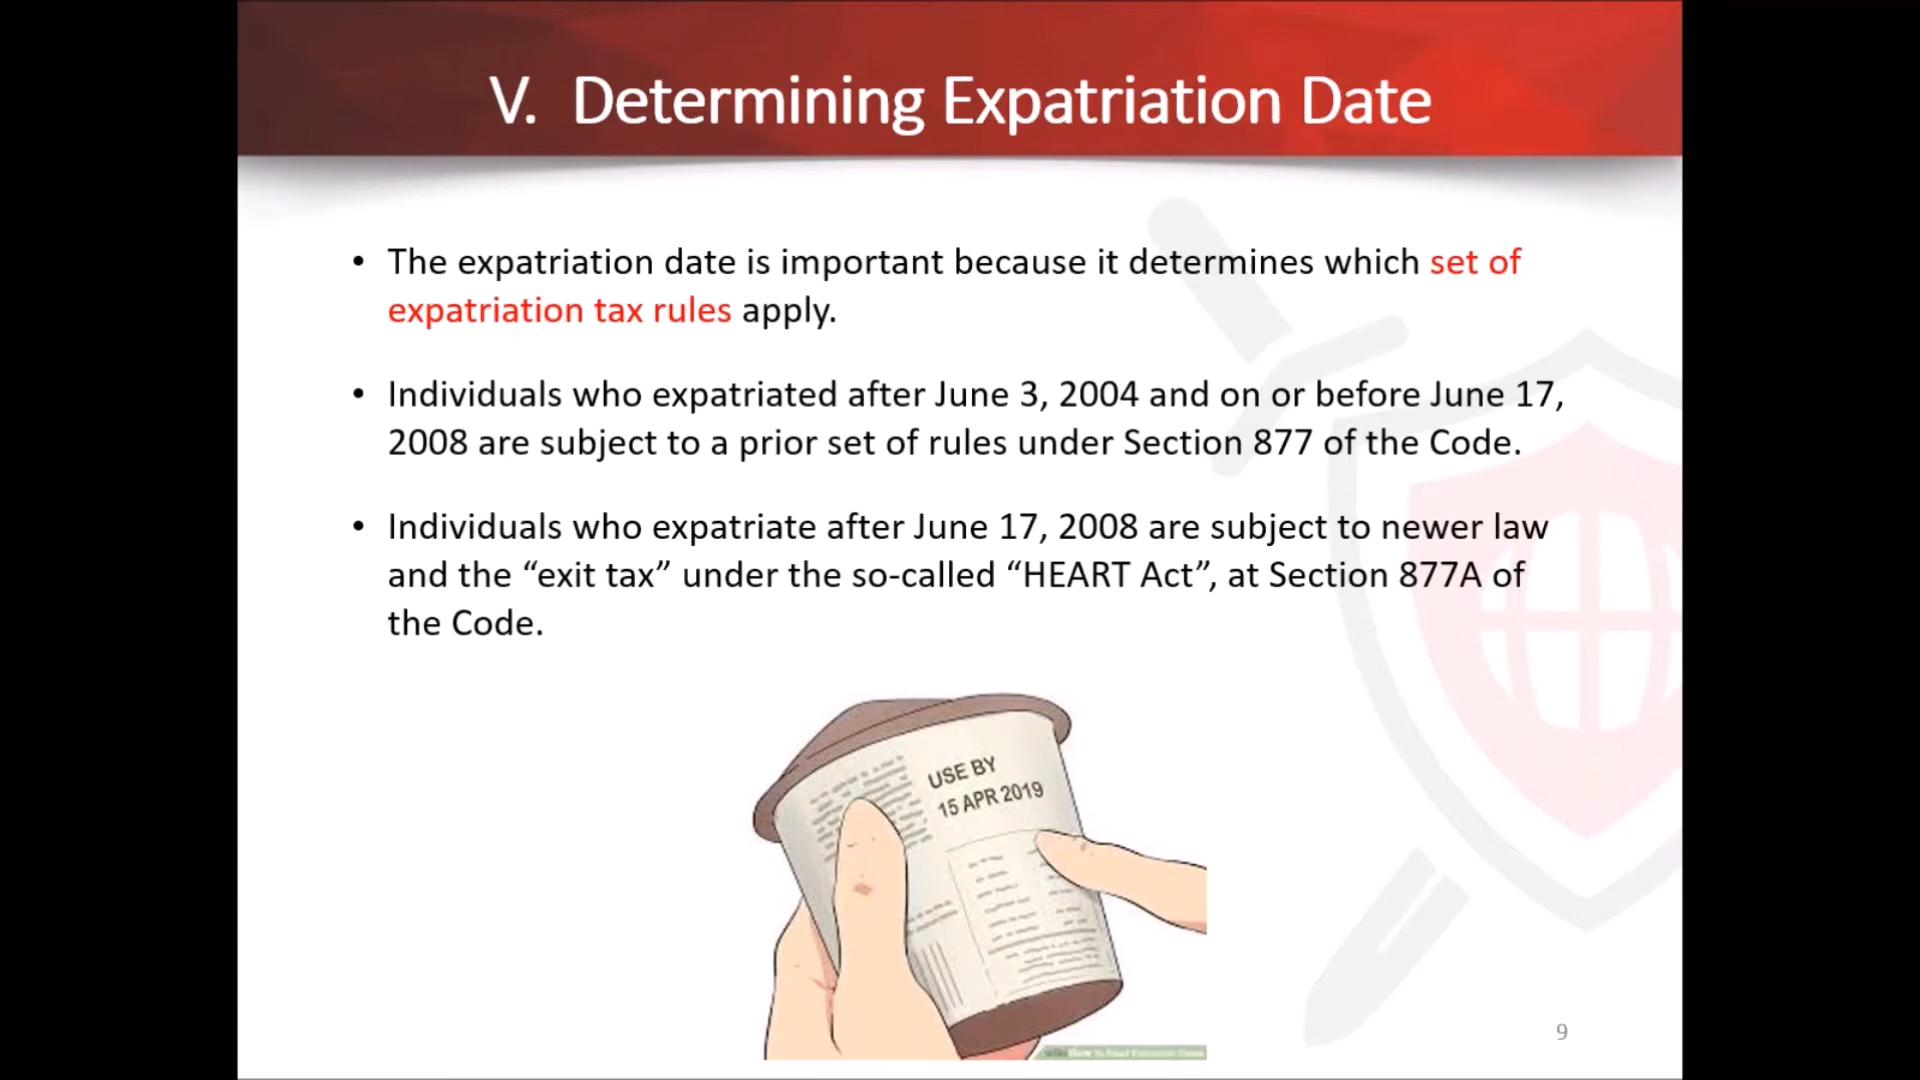 V. Determining Expatriation Date
• The expatriation date is important because it determines which set of
expatriation tax rules apply.
• Individuals who expatriated after June 3, 2004 and on or before June 17,
2008 are subject to a prior set of rules under Section 877 of the Code.
• Individuals who expatriate after June 17, 2008 are subject to newer law
and the “exit tax” under the so-called “HEART Act”, at Section 877A of
the Code.
USE BY
15 APR 2019
9